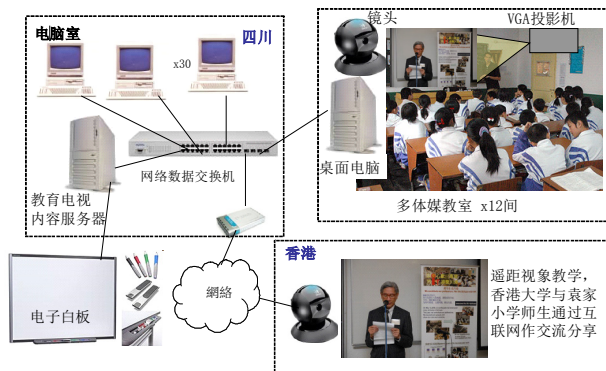 电脑室
四川
x30
网络数据交换机
教育电视
内容服务器
电子白板
網絡
镜头
VGA投影机
桌面电脑
多体媒教室 x12间
香港
遥距视象教学，
香港大学与袁家
小学师生通过互
联网作交流分享